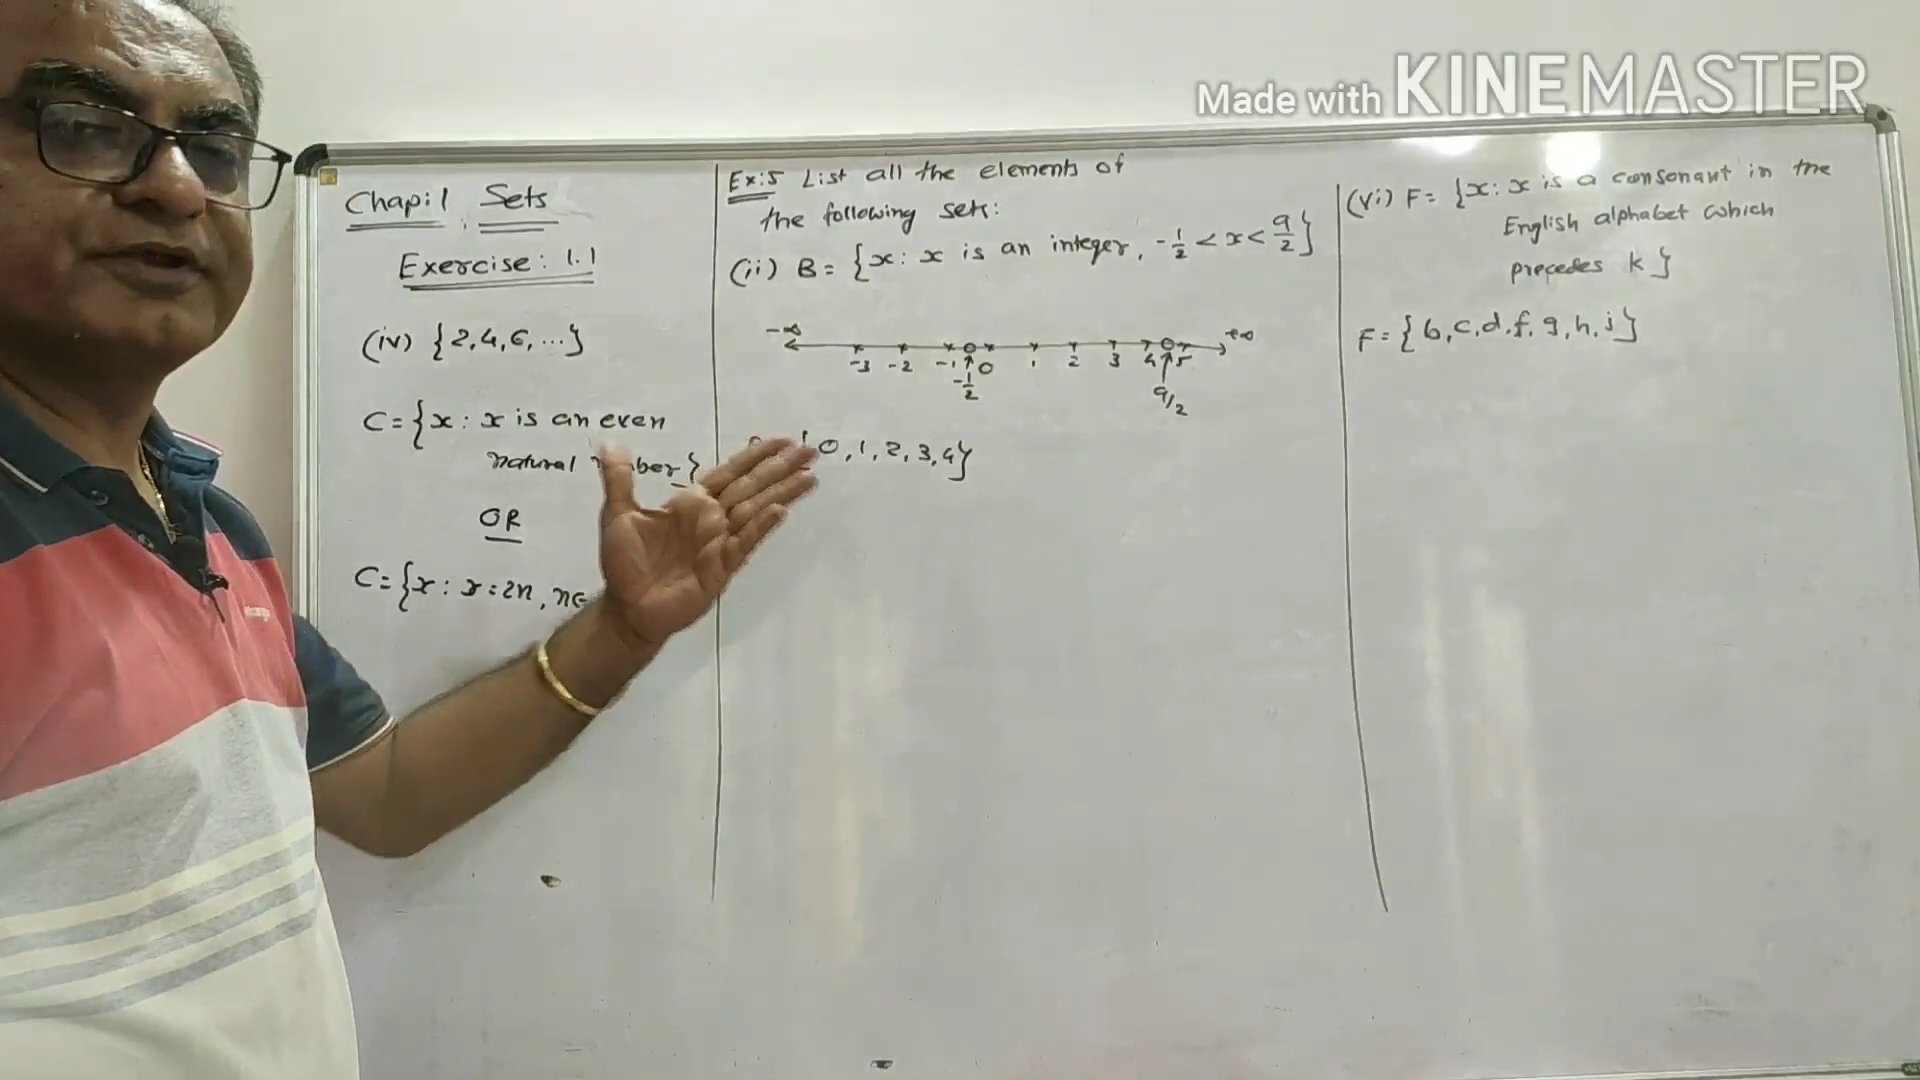 Made with KINEMASTER
Chap:1 Sets
Exercise: 1.1
(iv) {2,4,6, ...}
C = {x : x is an even
natural
OR
C = {x : x = 2n, n∈
Ex:5 List all the elements of
the following sets:
(ii) B = {x : x is an integer, -1/2 < x < 9/2}
-∞ +∞
-3 -2 -1 0 1 2 3 4 5
-1/2 9/2
0, 1, 2, 3, 4}
(vi) F = {x : x is a consonant in the
English alphabet which
precedes k}
F = {b, c, d, f, g, h, j}